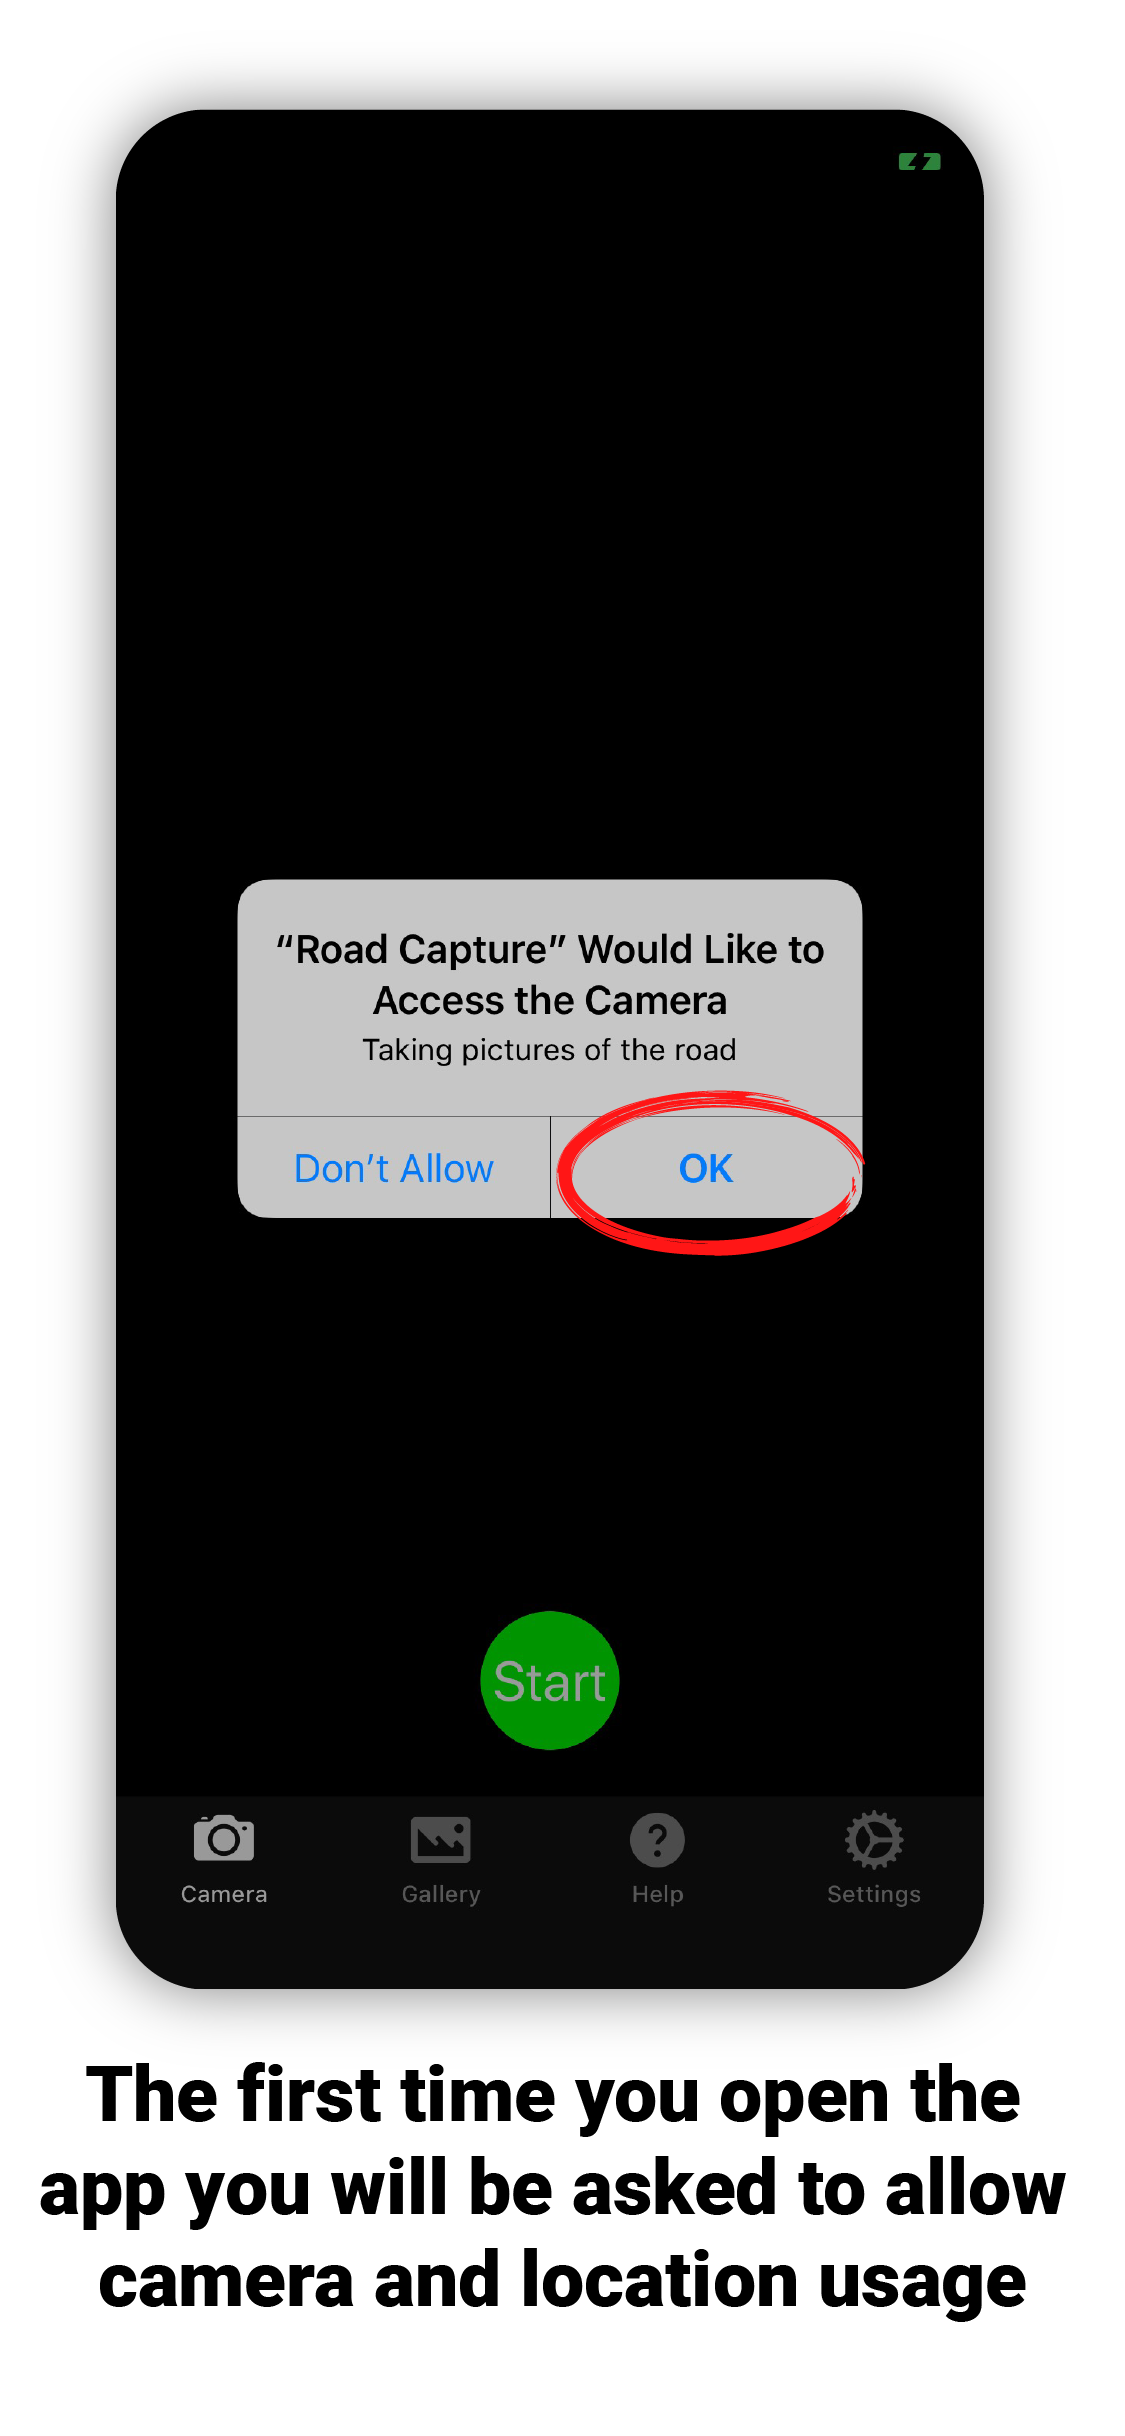 “Road Capture” Would Like to
Access the Camera
Taking pictures of the road
Don’t Allow
OK
Start
Camera
Gallery
Help
Settings
The first time you open the
app you will be asked to allow
camera and location usage